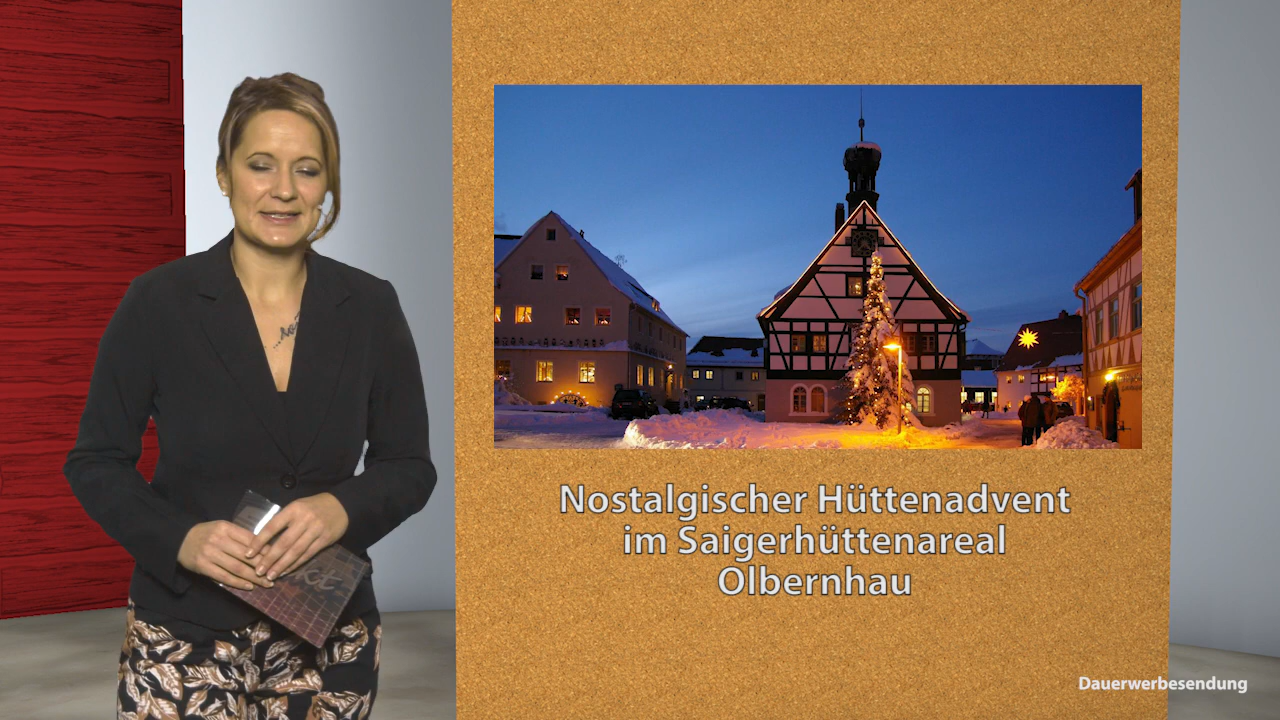 Nostalgischer Hüttenadvent
im Saigerhüttenareal
Olbernhau
Dauerwerbesendung